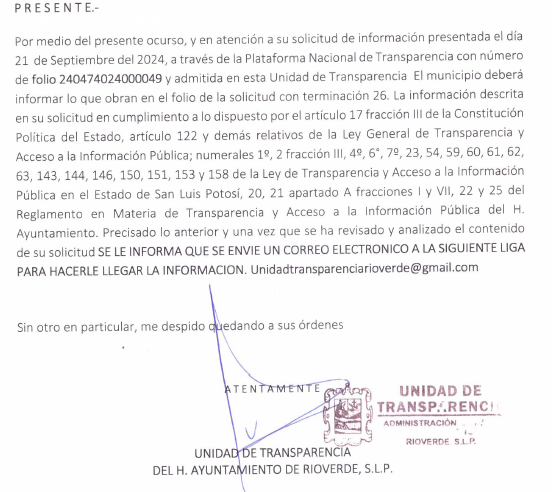 PRESENTE.-
Por medio del presente ocurso, y en atención a su solicitud de información presentada el día
21 de Septiembre del 2024, a través de la Plataforma Nacional de Transparencia con número
de folio 240474024000049 y admitida en esta Unidad de Transparencia El municipio deberá
informar lo que obran en el folio de la solicitud con terminación 26. La información descrita
en su solicitud en cumplimiento a lo dispuesto por el artículo 17 fracción III de la Constitución
Política del Estado, artículo 122 y demás relativos de la Ley General de Transparencia y
Acceso a la Información Pública; numerales 1º, 2 fracción III, 4º, 6°, 7º, 23, 54, 59, 60, 61, 62,
63, 143, 144, 146, 150, 151, 153 y 158 de la Ley de Transparencia y Acceso a la Información
Pública en el Estado de San Luis Potosí, 20, 21 apartado A fracciones I y VII, 22 y 25 del
Reglamento en Materia de Transparencia y Acceso a la Información Pública del H.
Ayuntamiento. Precisado lo anterior y una vez que se ha revisado y analizado el contenido
de su solicitud SE LE INFORMA QUE SE ENVIE UN CORREO ELECTRONICO A LA SIGUIENTE LIGA
PARA HACERLE LLEGAR LA INFORMACION. Unidadtransparenciarioverde@gmail.com
Sin otro en particular, me despido quedando a sus órdenes
ATENTAMENTE
UNIDAD DE
TRANSPARENCI
ADMINISTRACIÓN
RIOVERDE, S.L.P.
UNIDAD DE TRANSPARENCIA
DEL H. AYUNTAMIENTO DE RIOVERDE, S.L.P.